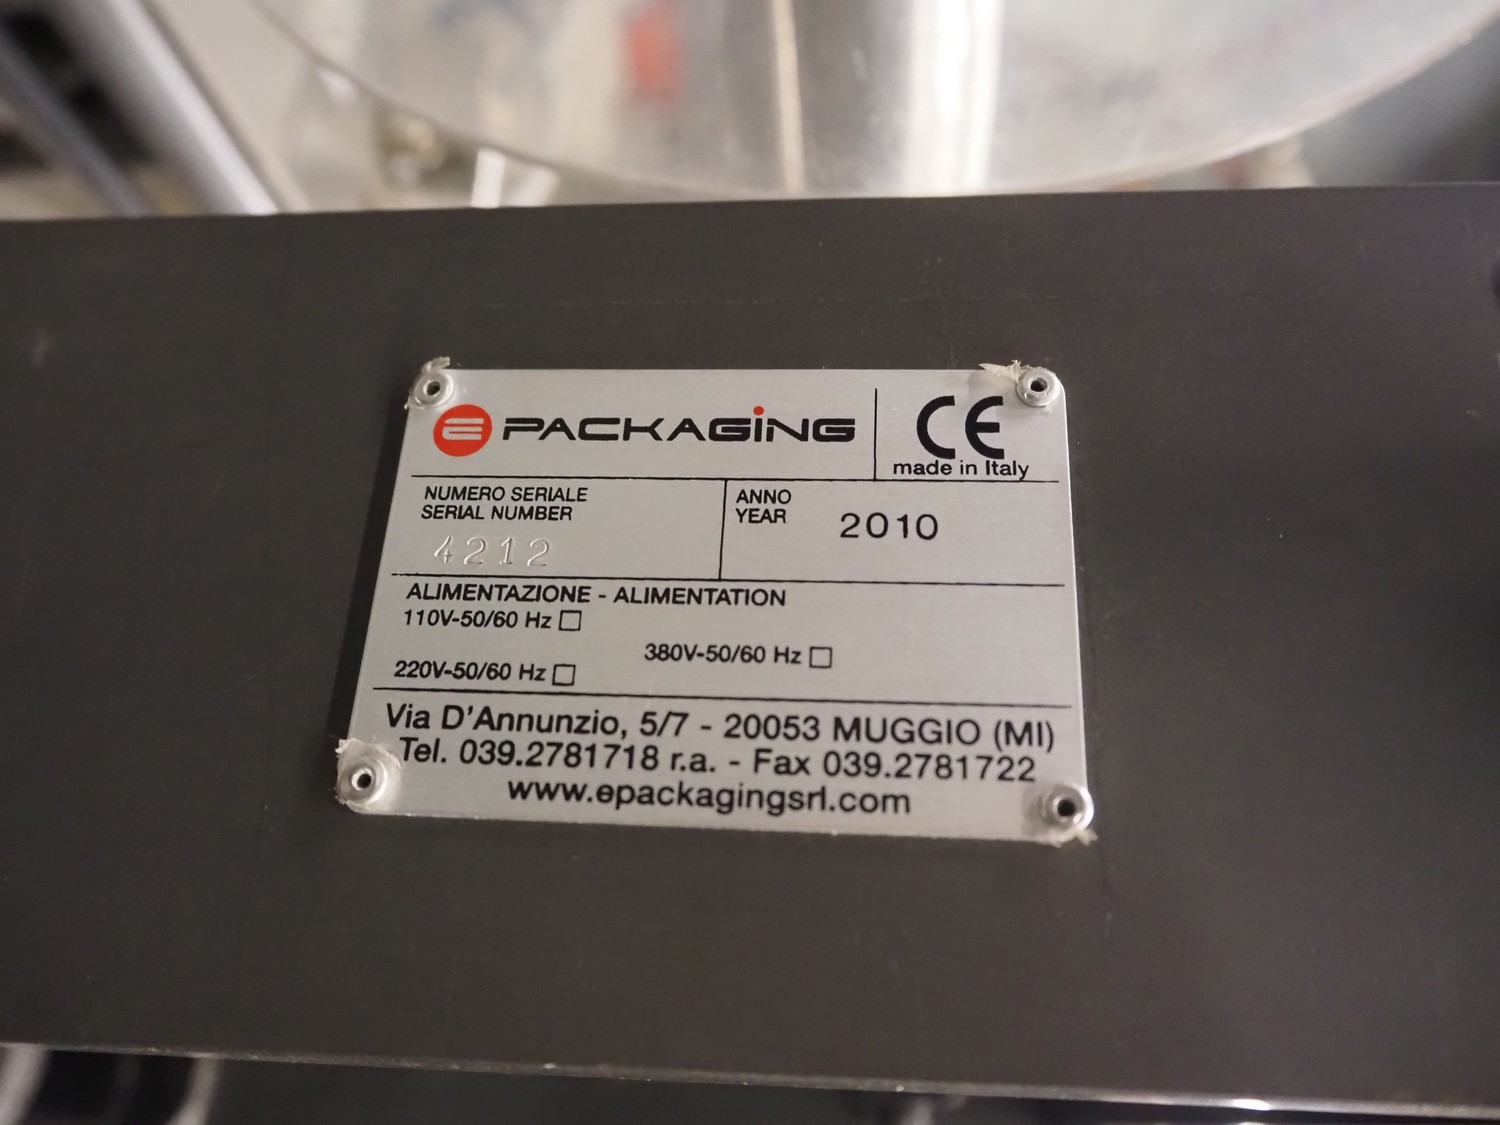 E PACKAGING
CE
made in Italy
NUMERO SERIALE
SERIAL NUMBER
4212
ANNO
YEAR
2010
ALIMENTAZIONE - ALIMENTATION
110V-50/60 Hz
380V-50/60 Hz
220V-50/60 Hz
Via D'Annunzio, 5/7 - 20053 MUGGIO (MI)
Tel. 039.2781718 r.a. - Fax 039.2781722
www.epackagingsrl.com